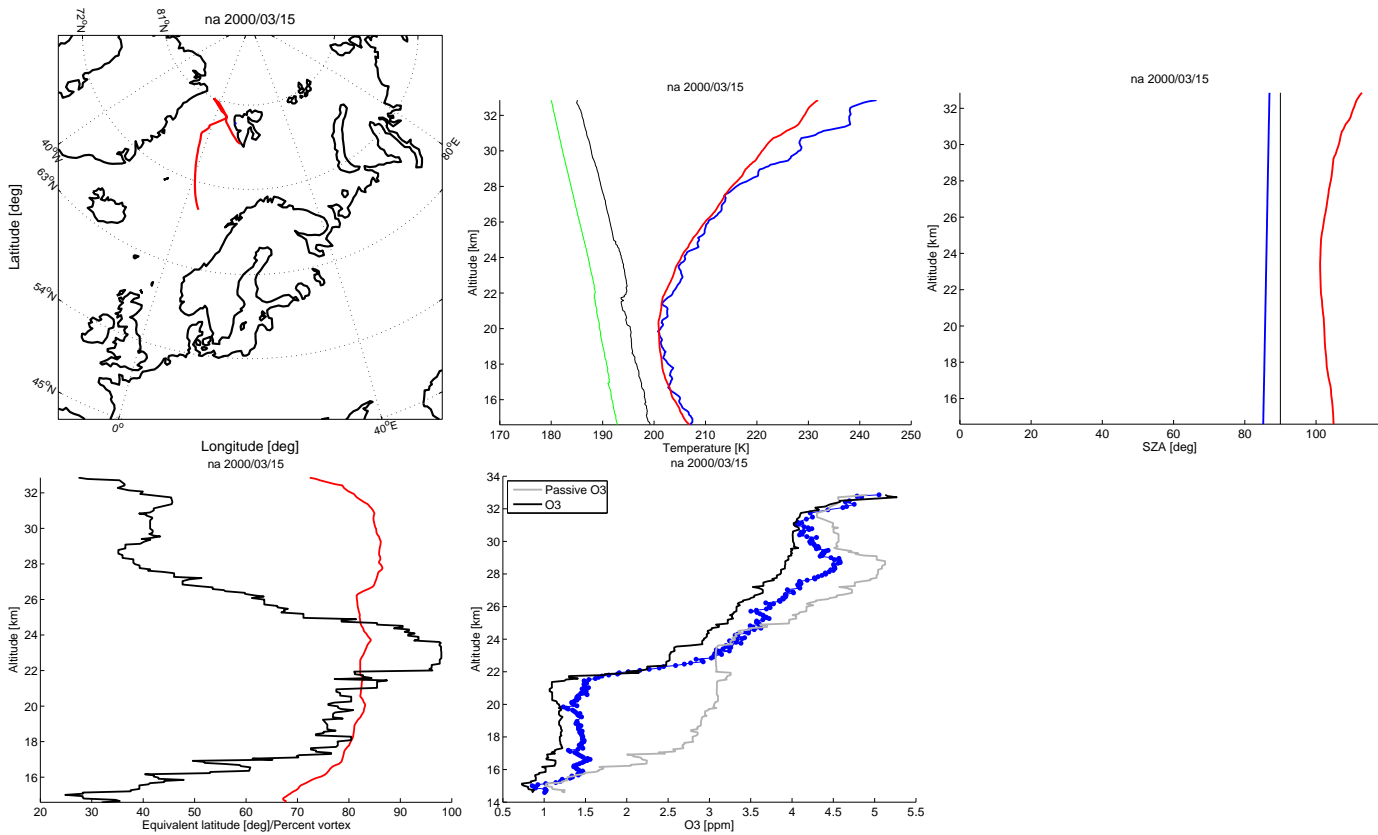 na 2000/03/15
72°N
81°N
40°W
63°N
54°N
45°N
0°
40°E
80°E
Latitude [deg]
Longitude [deg]
na 2000/03/15
Altitude [km]
32
30
28
26
24
22
20
18
16
170 180 190 200 210 220 230 240 250
Temperature [K]
na 2000/03/15
Altitude [km]
32
30
28
26
24
22
20
18
16
0 20 40 60 80 100
SZA [deg]
na 2000/03/15
Altitude [km]
32
30
28
26
24
22
20
18
16
20 30 40 50 60 70 80 90 100
Equivalent latitude [deg]/Percent vortex
na 2000/03/15
Passive O3
O3
Altitude [km]
34
32
30
28
26
24
22
20
18
16
14
0.5 1 1.5 2 2.5 3 3.5 4 4.5 5 5.5
O3 [ppm]